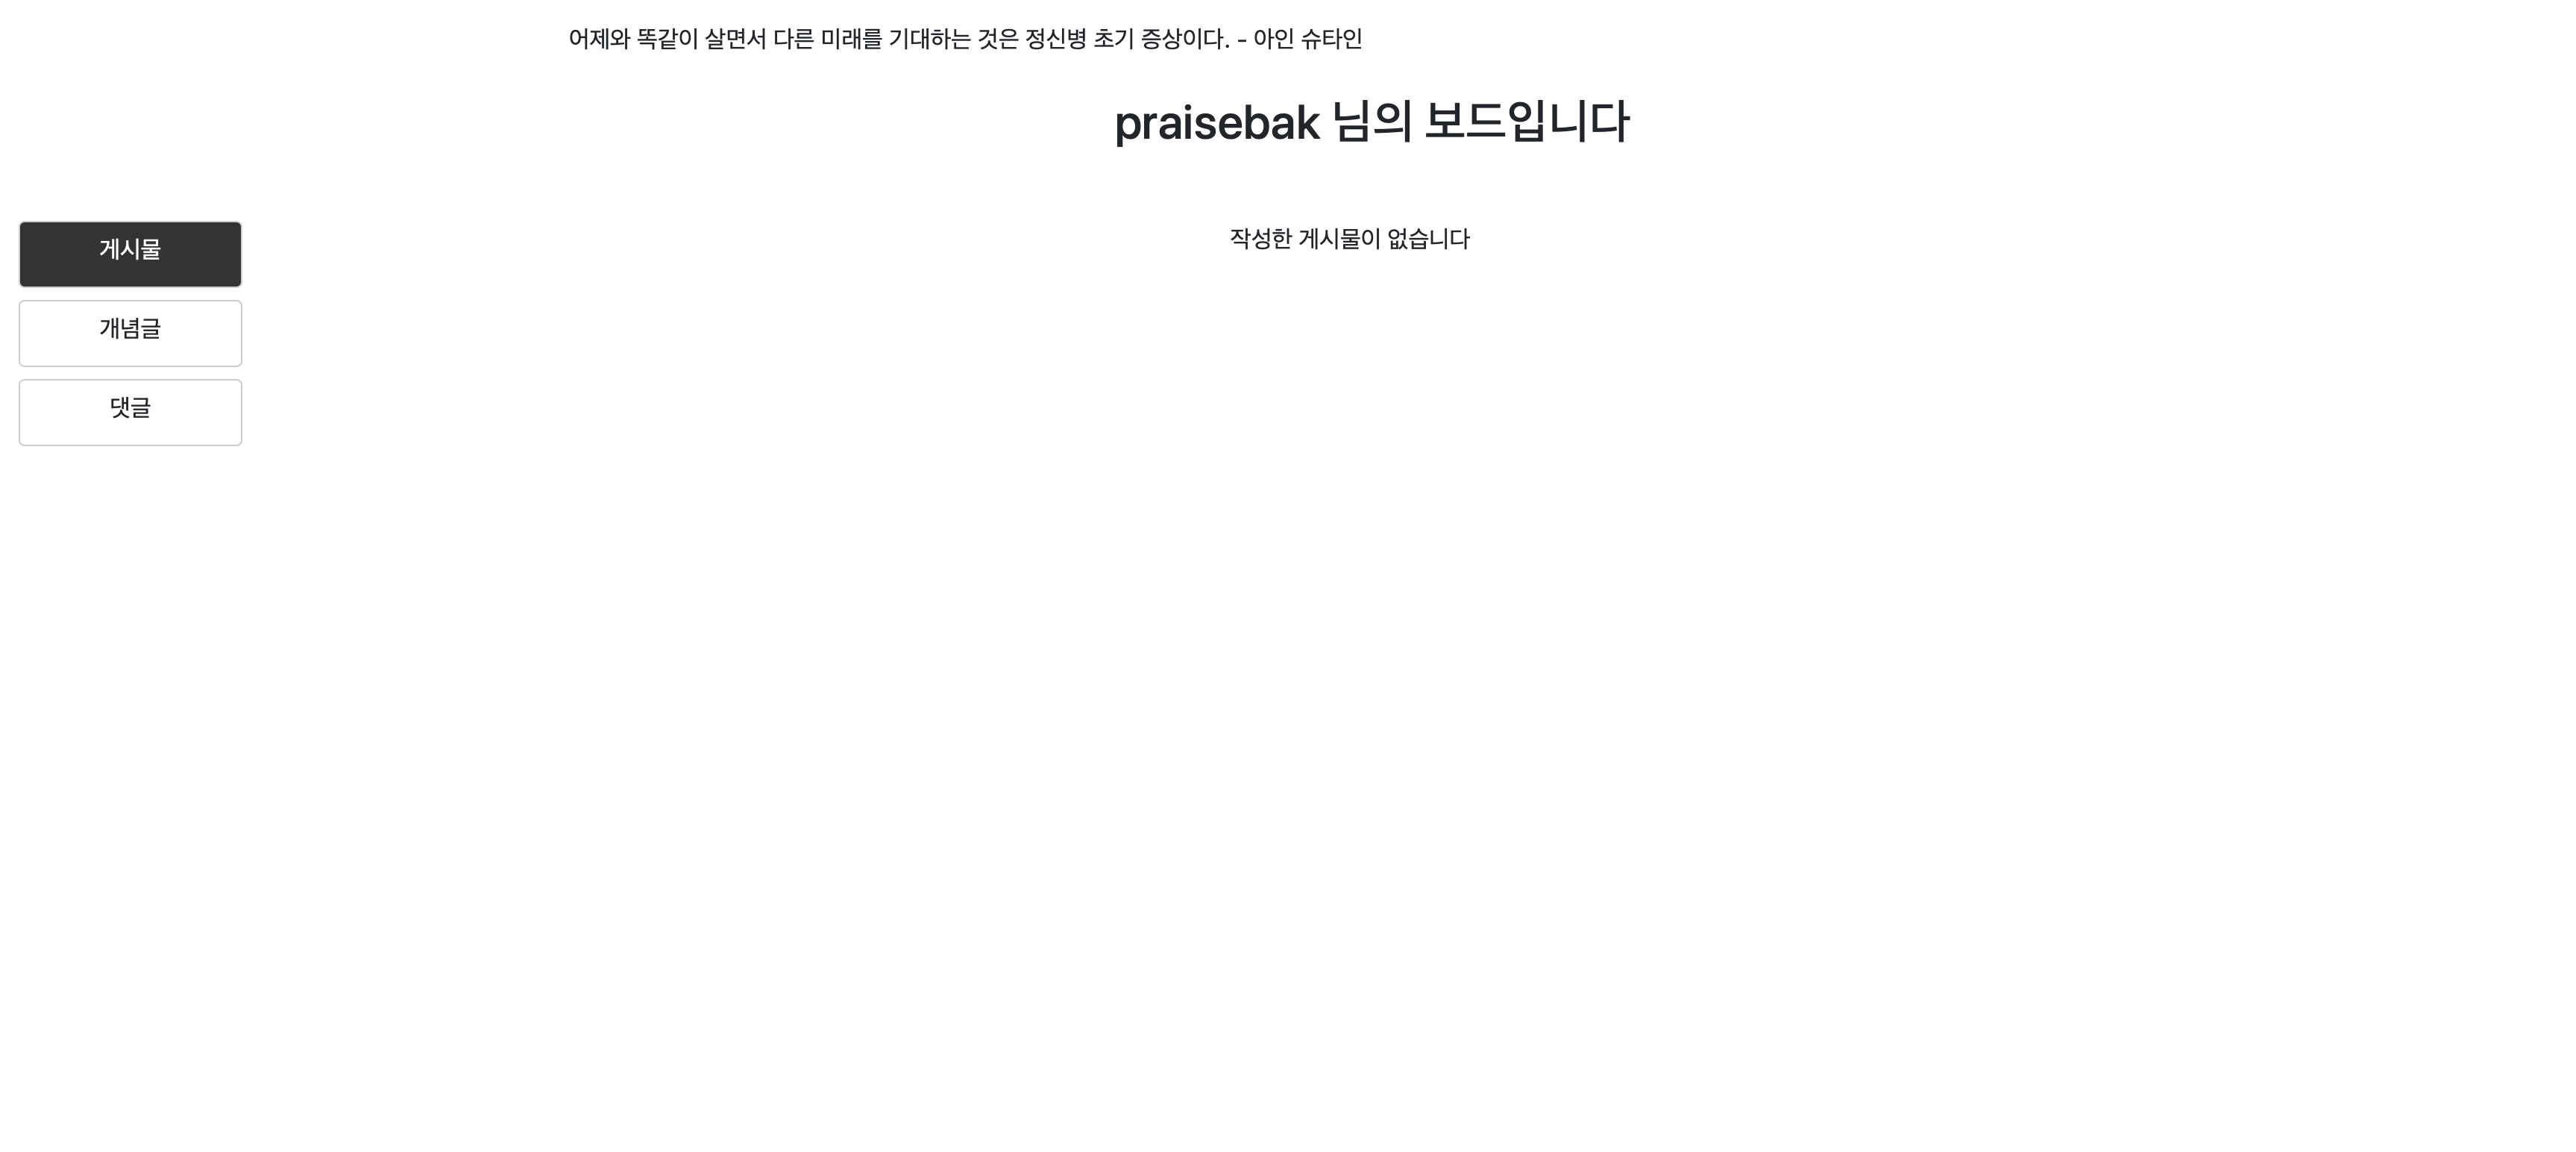 어제와 똑같이 살면서 다른 미래를 기대하는 것은 정신병 초기 증상이다. - 아인 슈타인
praisebak 님의 보드입니다
게시물
작성한 게시물이 없습니다
개념글
댓글